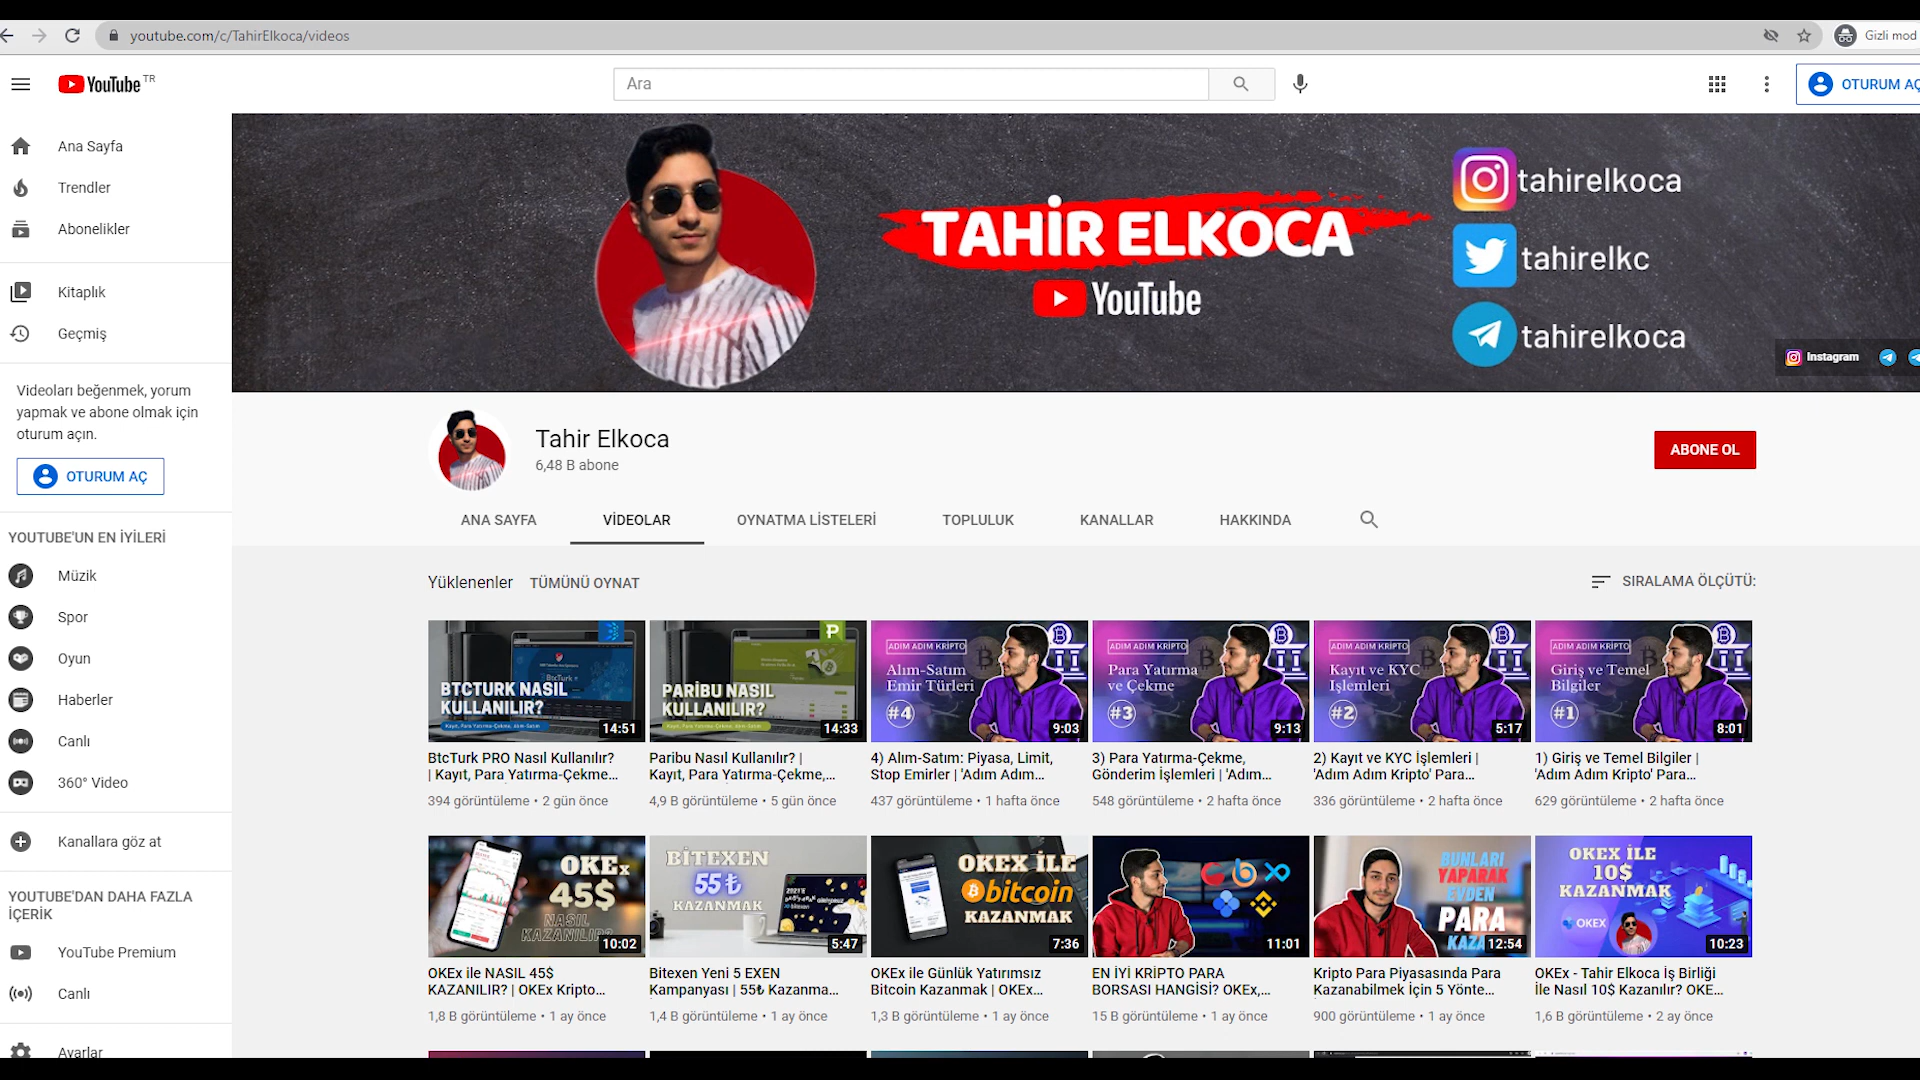 youtube.com/c/TahirElkoca/videos
Gizli mod
YouTube TR
Ara
OTURUM AÇ
Ana Sayfa
Trendler
Abonelikler
Kitaplık
Geçmiş
Videoları beğenmek, yorum
yapmak ve abone olmak için
oturum açın.
OTURUM AÇ
YOUTUBE'UN EN İYİLERİ
Müzik
Spor
Oyun
Haberler
Canlı
360° Video
Kanallara göz at
YOUTUBE'DAN DAHA FAZLA
İÇERİK
YouTube Premium
Canlı
Ayarlar
TAHİR ELKOCA
YouTube
tahirelkoca
tahirelkc
tahirelkoca
Instagram
Tahir Elkoca
6,48 B abone
ABONE OL
ANA SAYFA
VİDEOLAR
OYNATMA LİSTELERİ
TOPLULUK
KANALLAR
HAKKINDA
Yüklenenler
TÜMÜNÜ OYNAT
SIRALAMA ÖLÇÜTÜ:
BTCTURK NASIL
KULLANILIR?
Kayıt, Para Yatırma-Çekme, Alım-Satım
14:51
BtcTurk PRO Nasıl Kullanılır?
| Kayıt, Para Yatırma-Çekme...
394 görüntüleme • 2 gün önce
PARİBU NASIL
KULLANILIR?
Kayıt, Para Yatırma-Çekme, Alım-Satım
14:33
Paribu Nasıl Kullanılır? |
Kayıt, Para Yatırma-Çekme,...
4,9 B görüntüleme • 5 gün önce
ADIM ADIM KRİPTO
Alım-Satım
Emir Türleri
#4
9:03
4) Alım-Satım: Piyasa, Limit,
Stop Emirler | 'Adım Adım...
437 görüntüleme • 1 hafta önce
ADIM ADIM KRİPTO
Para Yatırma
ve Çekme
#3
9:13
3) Para Yatırma-Çekme,
Gönderim İşlemleri | 'Adım...
548 görüntüleme • 2 hafta önce
ADIM ADIM KRİPTO
Kayıt ve KYC
İşlemleri
#2
5:17
2) Kayıt ve KYC İşlemleri |
'Adım Adım Kripto' Para...
336 görüntüleme • 2 hafta önce
ADIM ADIM KRİPTO
Giriş ve Temel
Bilgiler
#1
8:01
1) Giriş ve Temel Bilgiler |
'Adım Adım Kripto' Para...
629 görüntüleme • 2 hafta önce
OKEx
45$
NASIL
KAZANILIR?
10:02
OKEx ile NASIL 45$
KAZANILIR? | OKEx Kripto...
1,8 B görüntüleme • 1 ay önce
BİTEXEN
55₺
KAZANMAK
5:47
Bitexen Yeni 5 EXEN
Kampanyası | 55₺ Kazanma...
1,4 B görüntüleme • 1 ay önce
OKEX İLE
bitcoin
KAZANMAK
7:36
OKEX ile Günlük Yatırımsız
Bitcoin Kazanmak | OKEx...
1,3 B görüntüleme • 1 ay önce
11:01
EN İYİ KRİPTO PARA
BORSASI HANGİSİ? OKEx,...
15 B görüntüleme • 1 ay önce
BUNLARI
YAPARAK
EVDEN
PARA
12:54
Kripto Para Piyasasında Para
Kazanabilmek İçin 5 Yönte...
900 görüntüleme • 1 ay önce
OKEX İLE
10$
KAZANMAK
OKEX
10:23
OKEx - Tahir Elkoca İş Birliği
İle Nasıl 10$ Kazanılır? OKE...
1,6 B görüntüleme • 2 ay önce